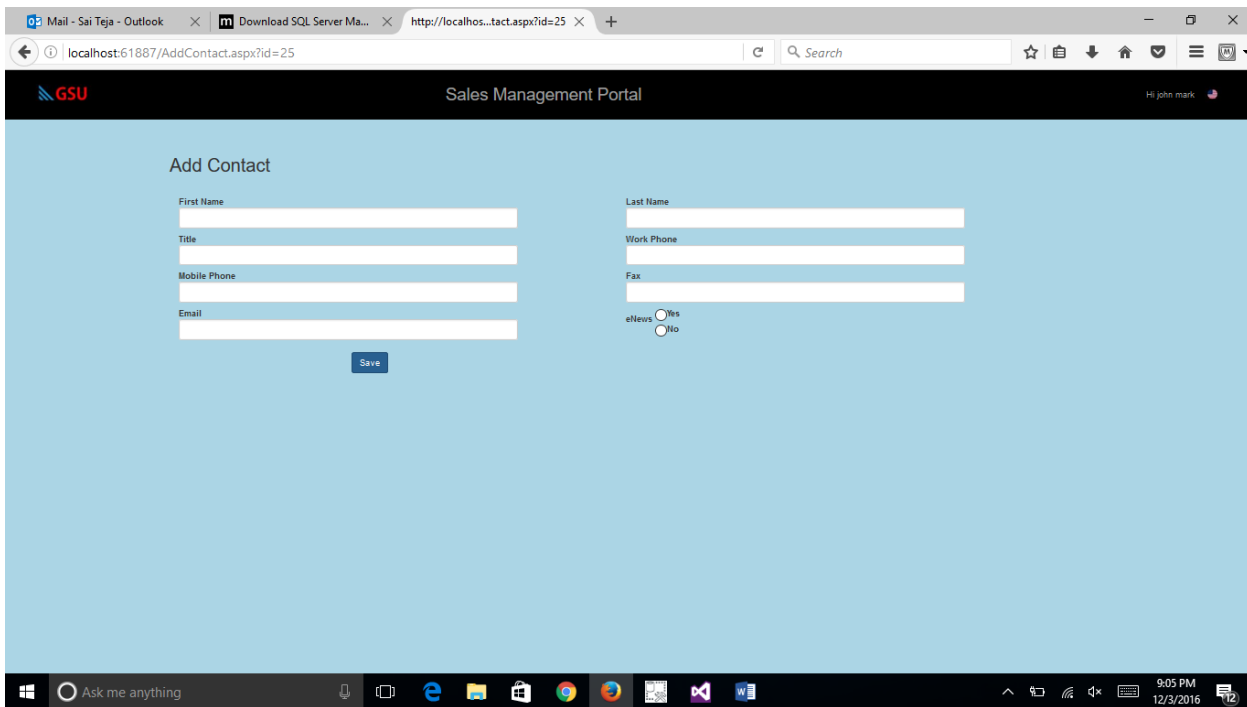 Mail - Sai Teja - Outlook
Download SQL Server Ma...
http://localhos...tact.aspx?id=25
localhost:61887/AddContact.aspx?id=25
Search
GSU
Sales Management Portal
Hi john mark
Add Contact
First Name
Last Name
Title
Work Phone
Mobile Phone
Fax
Email
eNews
Yes
No
Save
Ask me anything
9:05 PM
12/3/2016
12